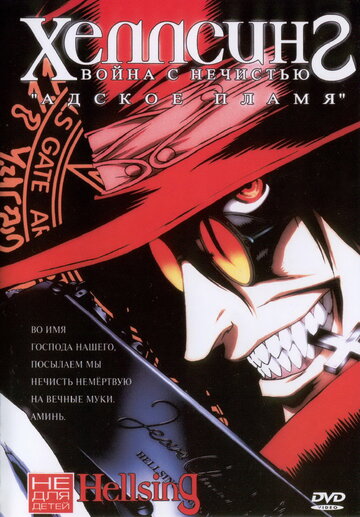 ХеллсинГ
ВОЙНА С НЕЧИСТЬЮ
"АДСКОЕ ПЛАМЯ"
GATE
ВО ИМЯ
ГОСПОДА НАШЕГО,
ПОСЫЛАЕМ МЫ
НЕЧИСТЬ НЕМЁРТВУЮ
НА ВЕЧНЫЕ МУКИ.
АМИНЬ.
НЕ
ДЛЯ
ДЕТЕЙ
Hellsing
DVD
VIDEO